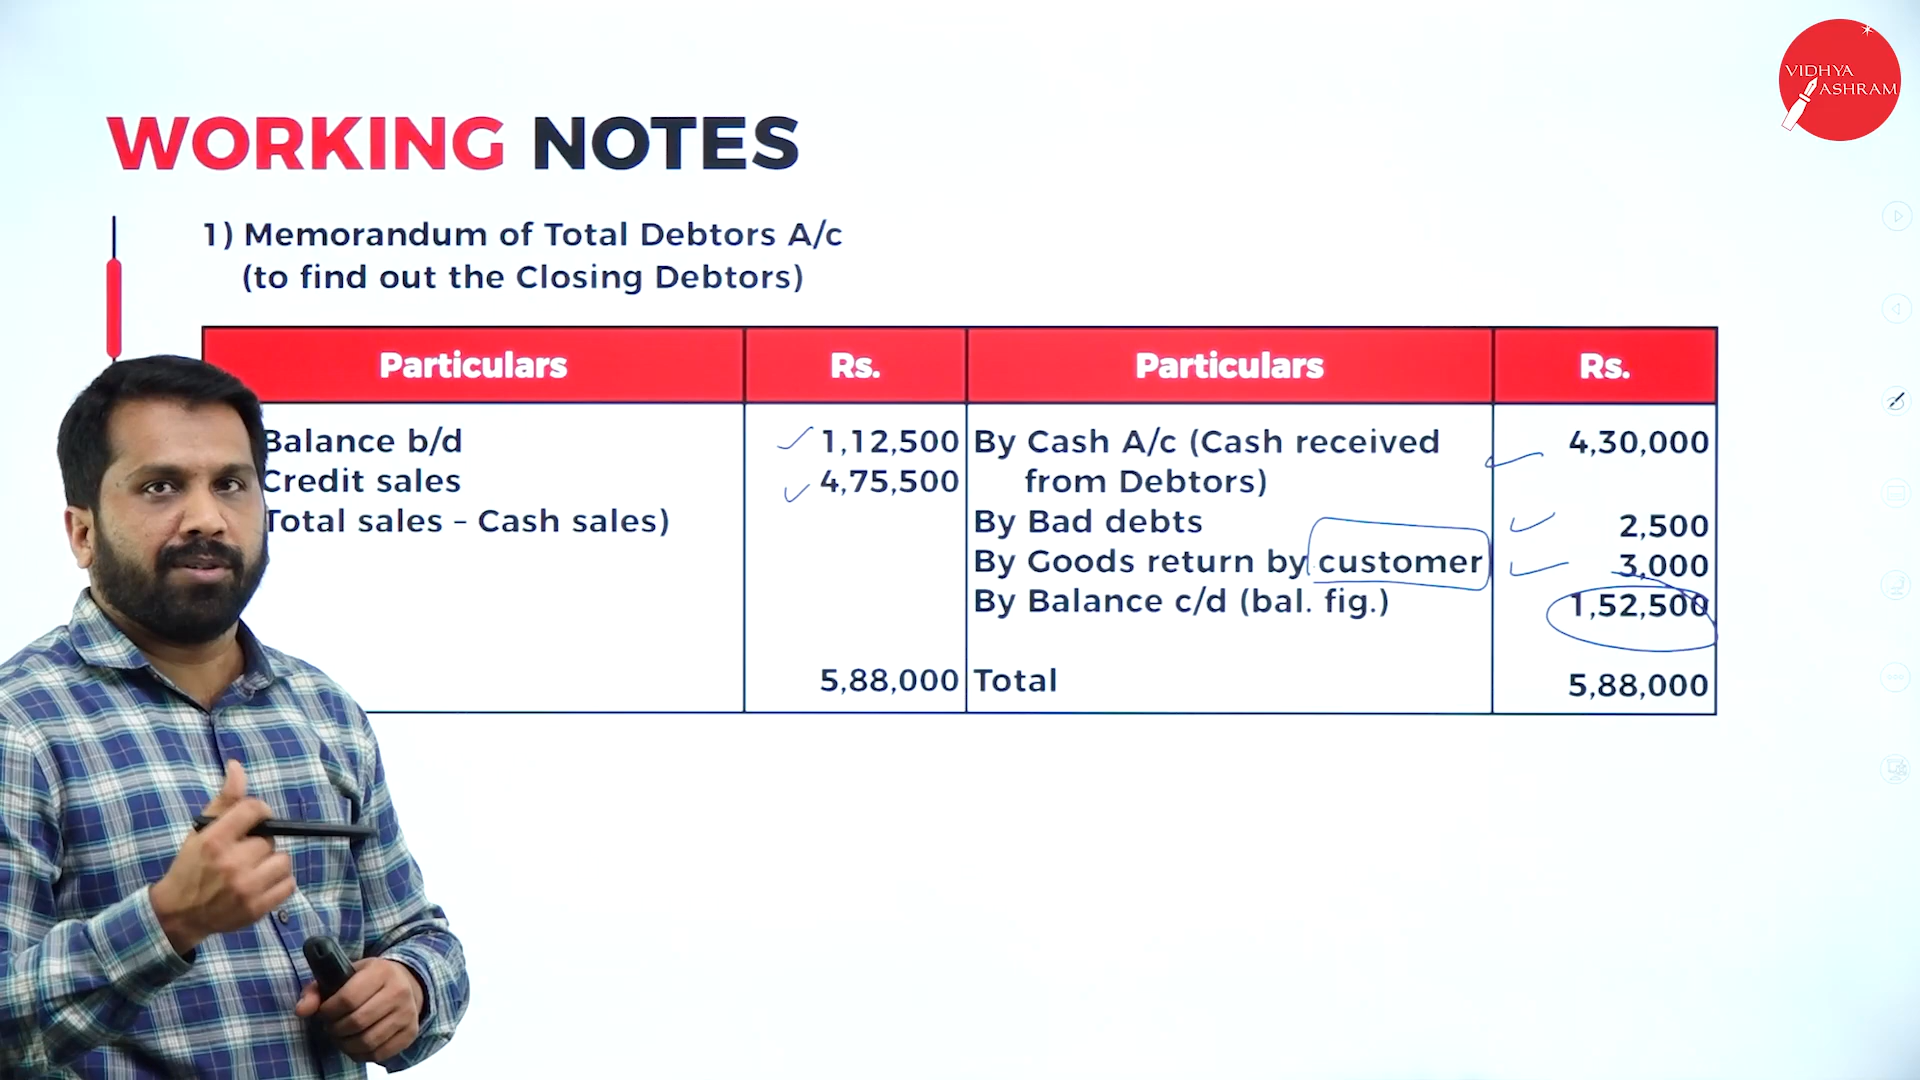 VIDHYA
ASHRAM
WORKING NOTES
1) Memorandum of Total Debtors A/c
(to find out the Closing Debtors)
Particulars Rs. Particulars Rs.
Balance b/d 1,12,500 By Cash A/c (Cash received 4,30,000
Credit sales 4,75,500 from Debtors)
Total sales – Cash sales) By Bad debts 2,500
By Goods return by customer 3,000
By Balance c/d (bal. fig.) 1,52,500
5,88,000 Total 5,88,000